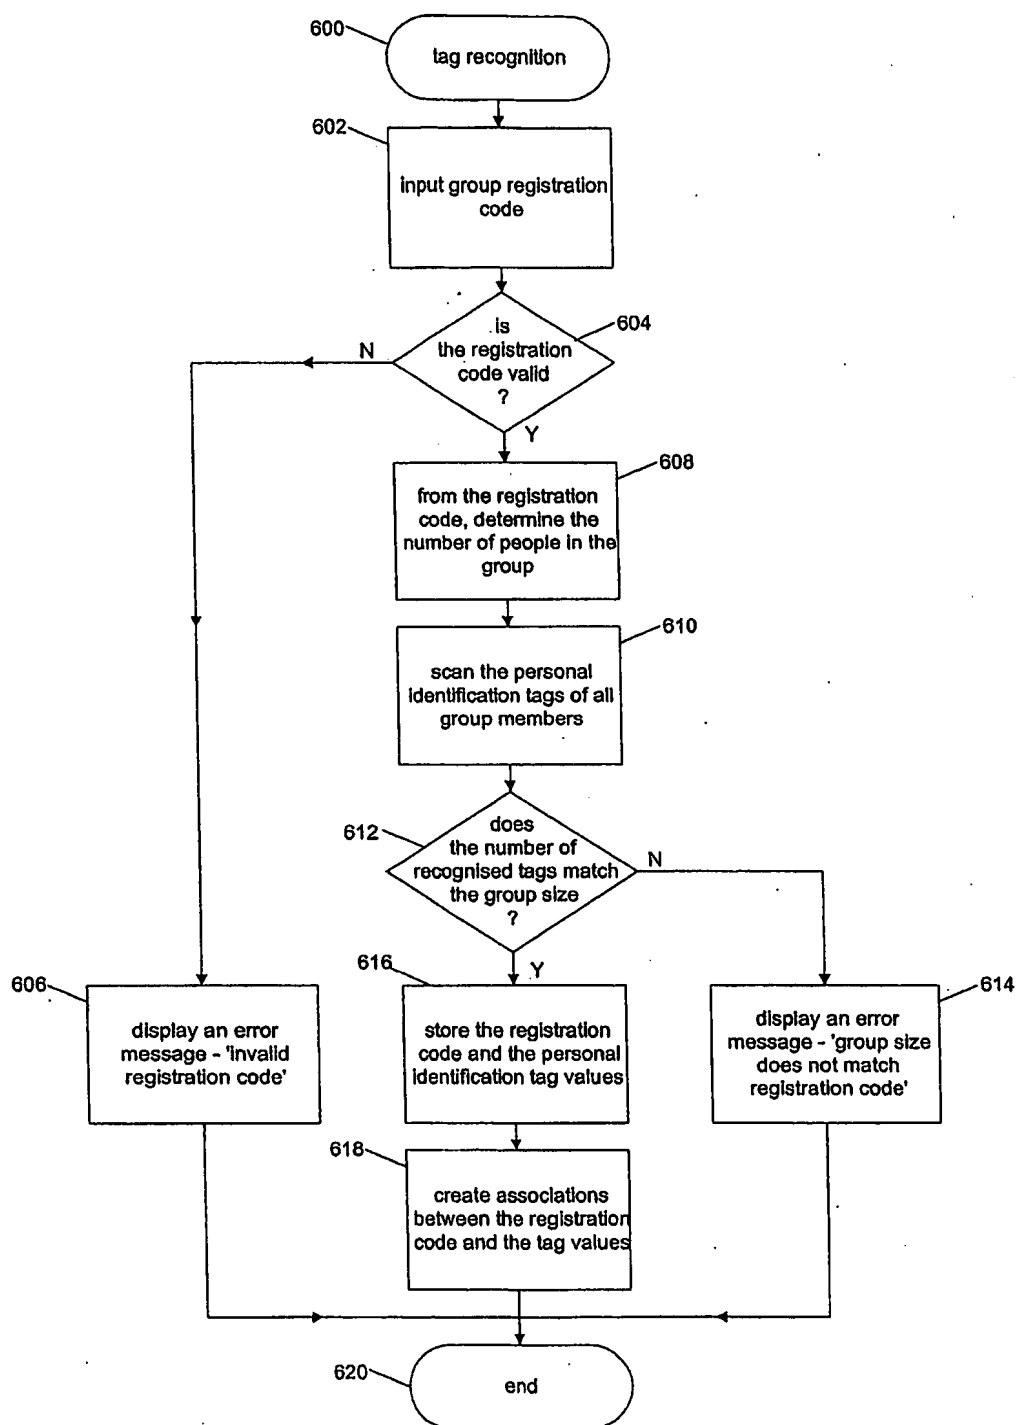 600
tag recognition
602
input group registration
code
604
is
the registration
code valid
?
N
Y
608
from the registration
code, determine the
number of people in the
group
610
scan the personal
identification tags of all
group members
612
does
the number of
recognised tags match
the group size
?
N
Y
606
display an error
message - 'invalid
registration code'
616
store the registration
code and the personal
identification tag values
614
display an error
message - 'group size
does not match
registration code'
618
create associations
between the registration
code and the tag values
620
end